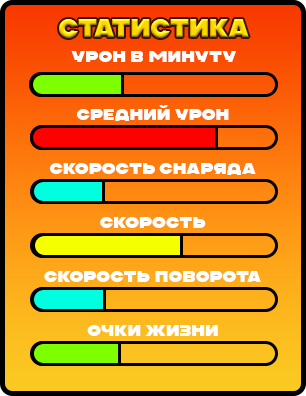 СТАТИСТИКА
УРОН В МИНУТУ
СРЕДНИЙ УРОН
СКОРОСТЬ СНАРЯДА
СКОРОСТЬ
СКОРОСТЬ ПОВОРОТА
ОЧКИ ЖИЗНИ